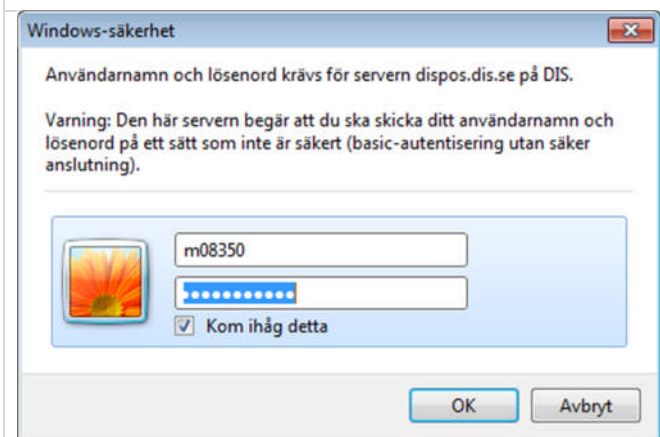 Windows-säkerhet
Användarnamn och lösenord krävs för servern dispos.dis.se på DIS.
Varning: Den här servern begär att du ska skicka ditt användarnamn och
lösenord på ett sätt som inte är säkert (basic-autentisering utan säker
anslutning).
m08350
Kom ihåg detta
OK Avbryt